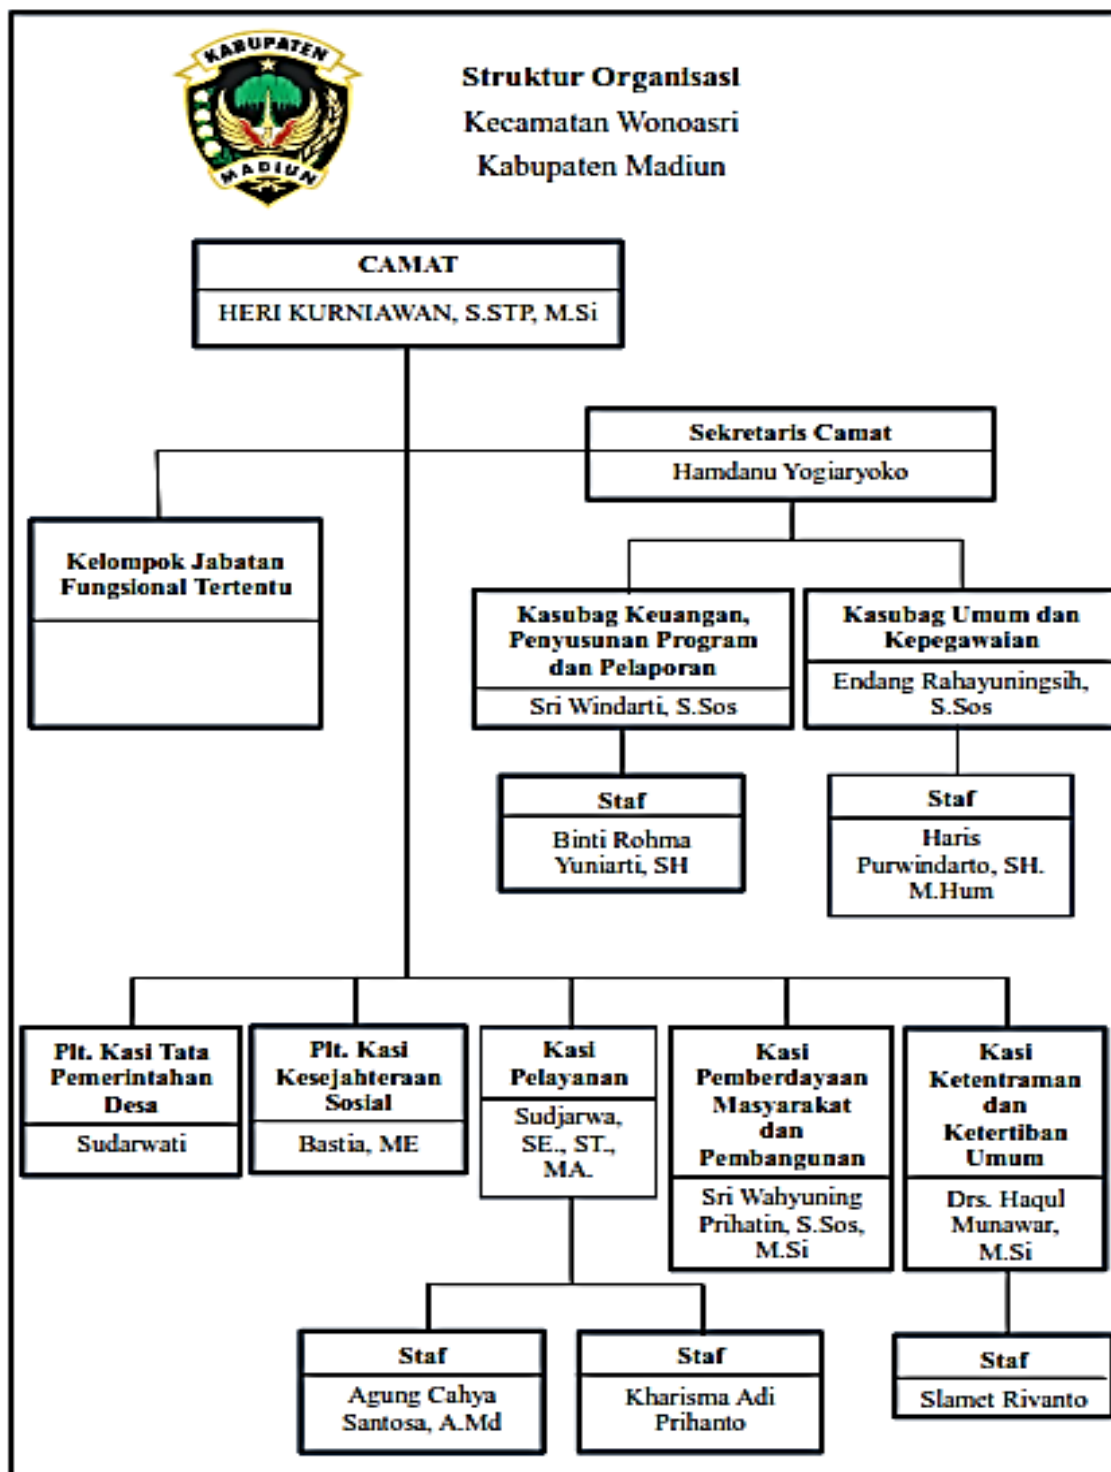 KABUPATEN
MADIUN
Struktur Organisasi
Kecamatan Wonoasri
Kabupaten Madiun
CAMAT
HERI KURNIAWAN, S.STP, M.Si
Sekretaris Camat
Hamdanu Yogiaryoko
Kelompok Jabatan
Fungsional Tertentu
Kasubag Keuangan,
Penyusunan Program
dan Pelaporan
Sri Windarti, S.Sos
Kasubag Umum dan
Kepegawaian
Endang Rahayuningsih,
S.Sos
Staf
Binti Rohma
Yuniarti, SH
Staf
Haris
Purwindarto, SH.
M.Hum
Plt. Kasi Tata
Pemerintahan
Desa
Sudarwati
Plt. Kasi
Kesejahteraan
Sosial
Bastia, ME
Kasi
Pelayanan
Sudjarwa,
SE., ST.,
MA.
Kasi
Pemberdayaan
Masyarakat
dan
Pembangunan
Sri Wahyuning
Prihatin, S.Sos,
M.Si
Kasi
Ketentraman
dan
Ketertiban
Umum
Drs. Haqul
Munawar,
M.Si
Staf
Agung Cahya
Santosa, A.Md
Staf
Kharisma Adi
Prihanto
Staf
Slamet Rivanto